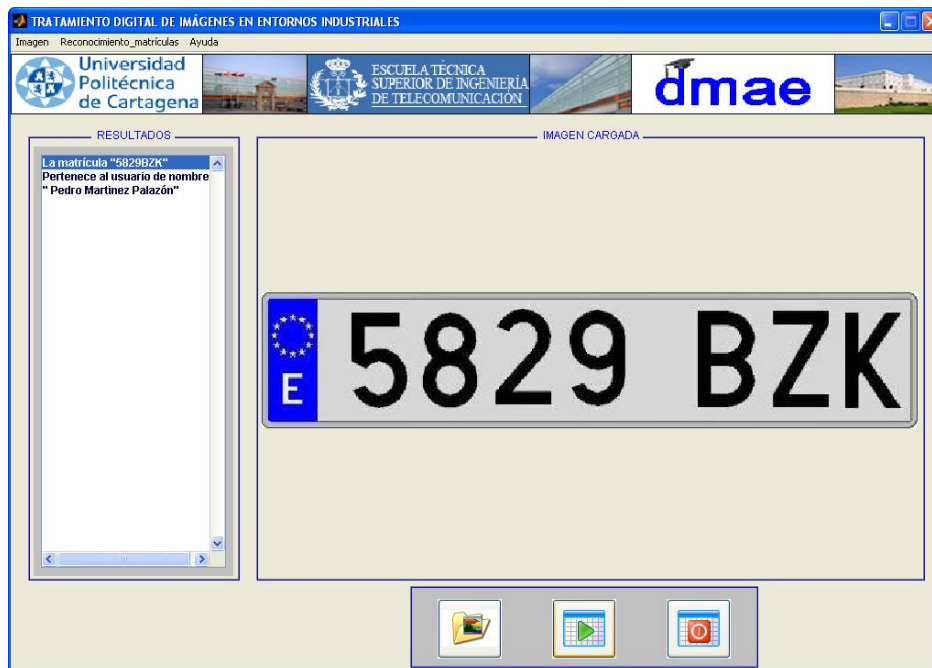 TRATAMIENTO DIGITAL DE IMÁGENES EN ENTORNOS INDUSTRIALES
Imagen Reconocimiento_matrículas Ayuda
Universidad
Politécnica
de Cartagena
ESCUELA TÉCNICA
SUPERIOR DE INGENIERÍA
DE TELECOMUNICACIÓN
dmae
RESULTADOS
La matrícula "5829BZK"
Pertenece al usuario de nombre
" Pedro Martinez Palazón"
IMAGEN CARGADA
E
5829 BZK